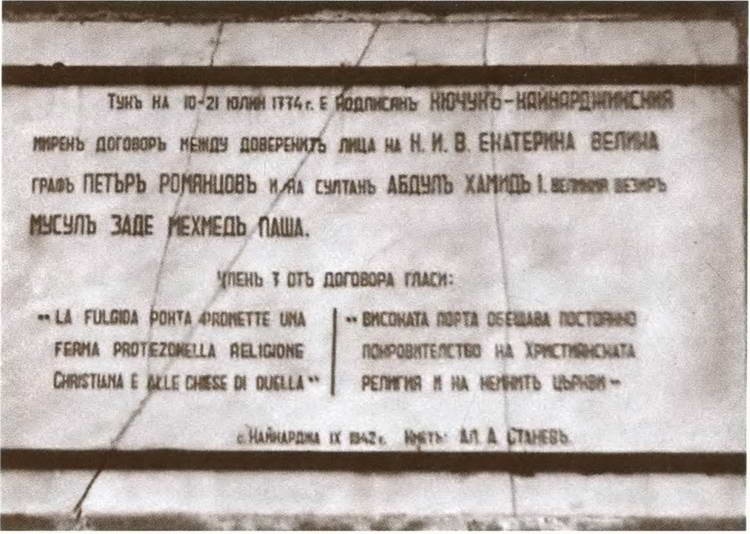 Тукъ на 10-21 юлии 1774 г. е подписанъ КЮЧУКЪ-КАЙНАРДЖИНСКИЯ
МИРЕНЪ ДОГОВОРЪ МЕЖДУ ДОВЕРЕНИТѢ ЛИЦА НА Н. И. В. ЕКАТЕРИНА ВЕЛИКА
ГРАФЪ ПЕТЪРЪ РОМЯНЦОВЪ И НА СУЛТАНЪ АБДУЛЪ ХАМИДЪ I. ВЕЛИКИЯ ВЕЗИРЪ
МУСУЛЪ ЗАДЕ МЕХМЕДЪ ПАША.
ЧЛЕНЪ 7 ОТЪ ДОГОВОРА ГЛАСИ:
„LA FULGIDA PORTA PROMETTE UNA
FERMA PROTEZONELLA RELIGIONE
CHRISTIANA E ALLE CHIESE DI QUELLA"
„ВИСОКАТА ПОРТА ОБЕЩАВА ПОСТОЯННО
ПОКРОВИТЕЛСТВО НА ХРИСТИЯНСКАТА
РЕЛИГИЯ И НА НЕЙНИТѢ ЦЪРКВИ"
с. КАЙНАРДЖА IX 1942 г. КМЕТЪ: АЛ. А. СТАНЕВЪ